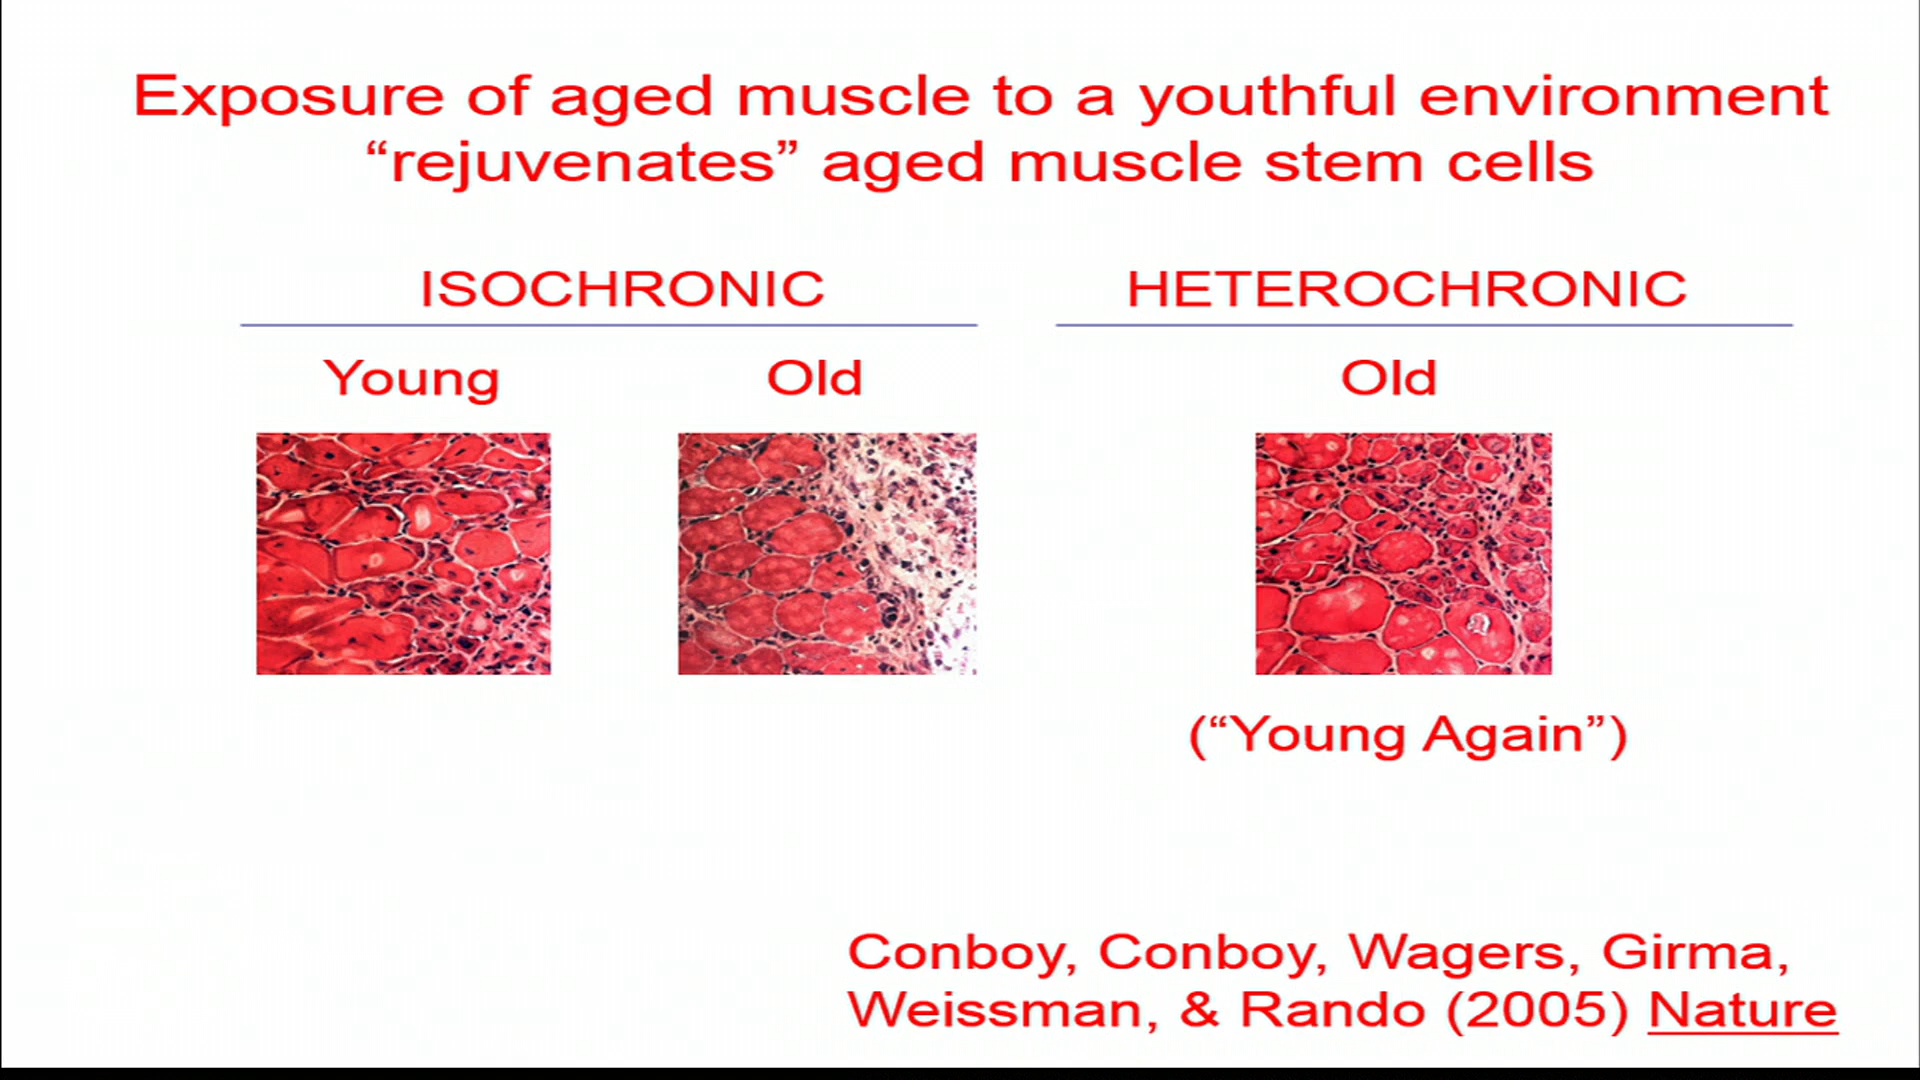 Exposure of aged muscle to a youthful environment
“rejuvenates” aged muscle stem cells
ISOCHRONIC
HETEROCHRONIC
Young
Old
Old
(“Young Again”)
Conboy, Conboy, Wagers, Girma,
Weissman, & Rando (2005) Nature